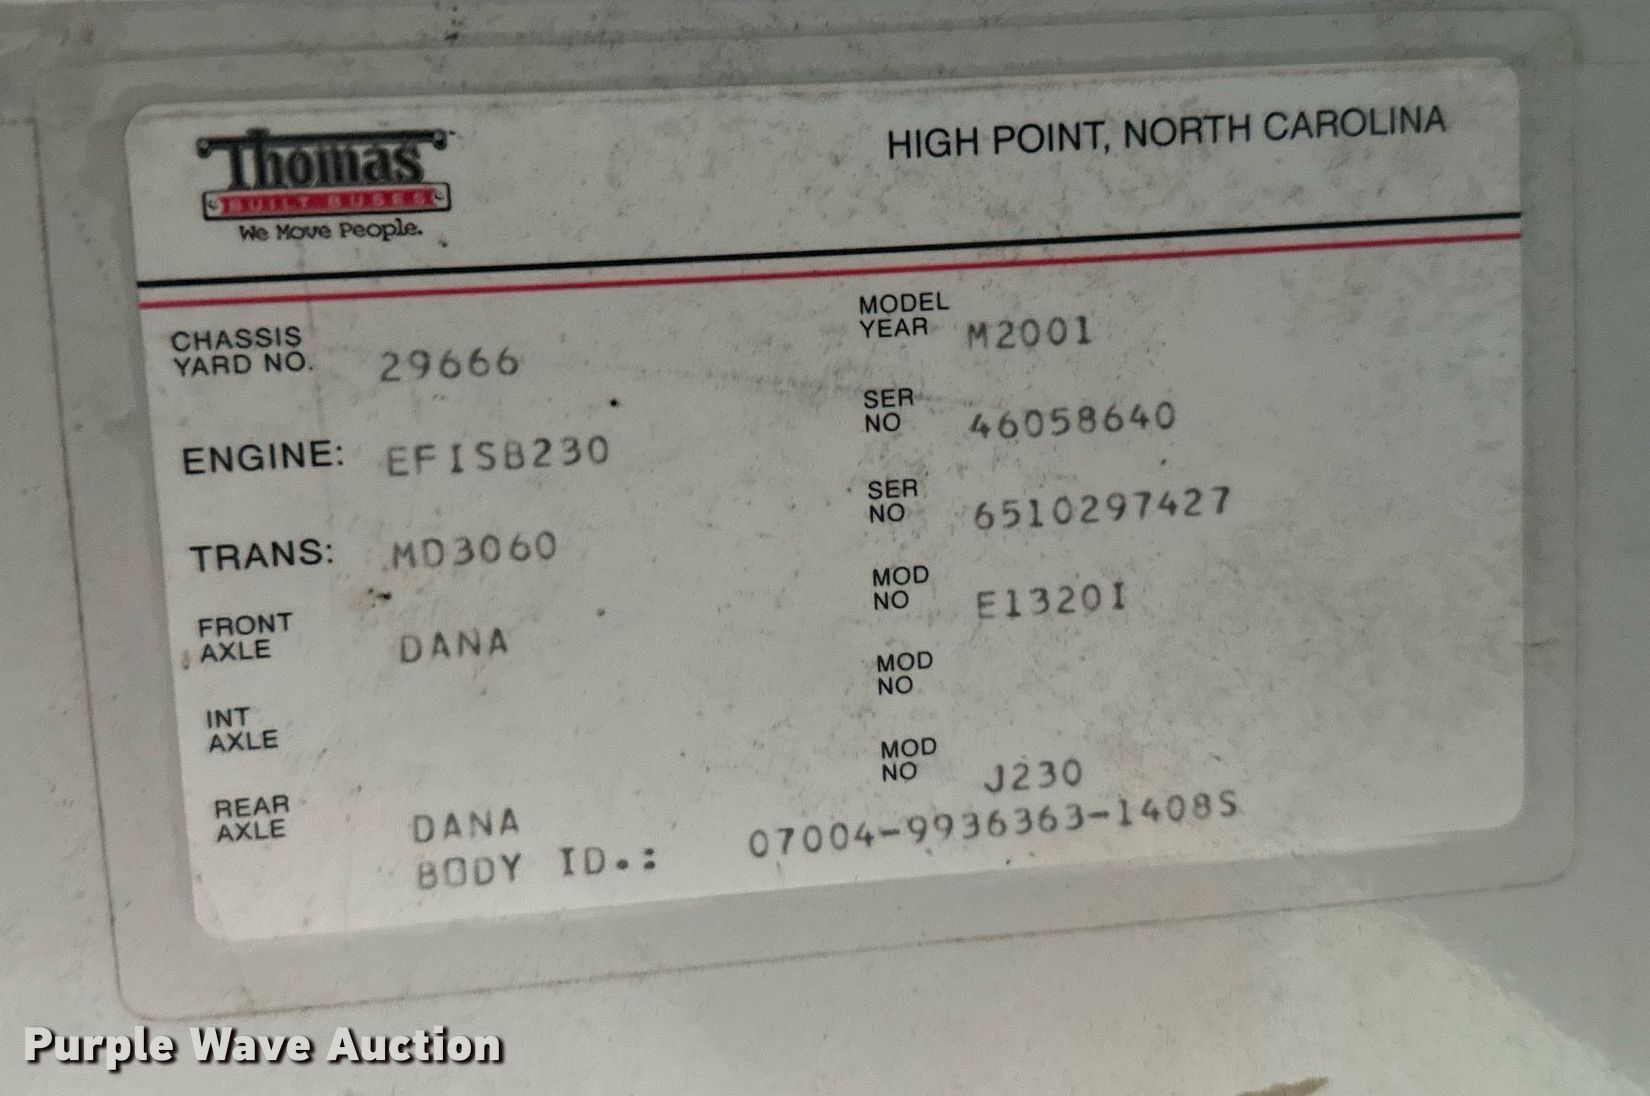 Thomas
BUILT BUSES
We Move People.
HIGH POINT, NORTH CAROLINA
CHASSIS
YARD NO. 29666
MODEL
YEAR M2001
ENGINE: EFISB230
SER
NO 46058640
TRANS: MD3060
SER
NO 6510297427
FRONT
AXLE DANA
MOD
NO E1320I
INT
AXLE
MOD
NO
REAR
AXLE DANA
MOD
NO J230
BODY ID.: 07004-9936363-1408S
Purple Wave Auction